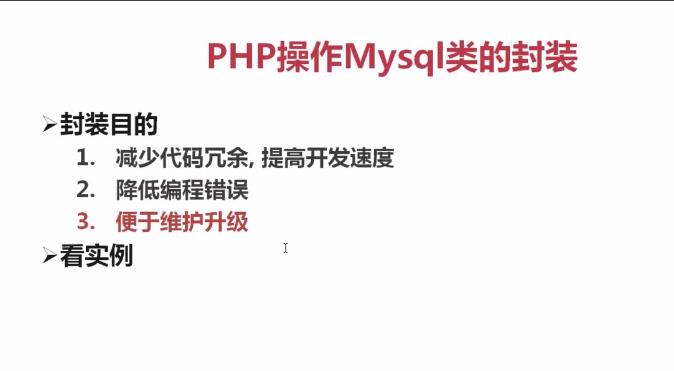 PHP操作Mysql类的封装
➢封装目的
1. 减少代码冗余, 提高开发速度
2. 降低编程错误
3. 便于维护升级
➢看实例